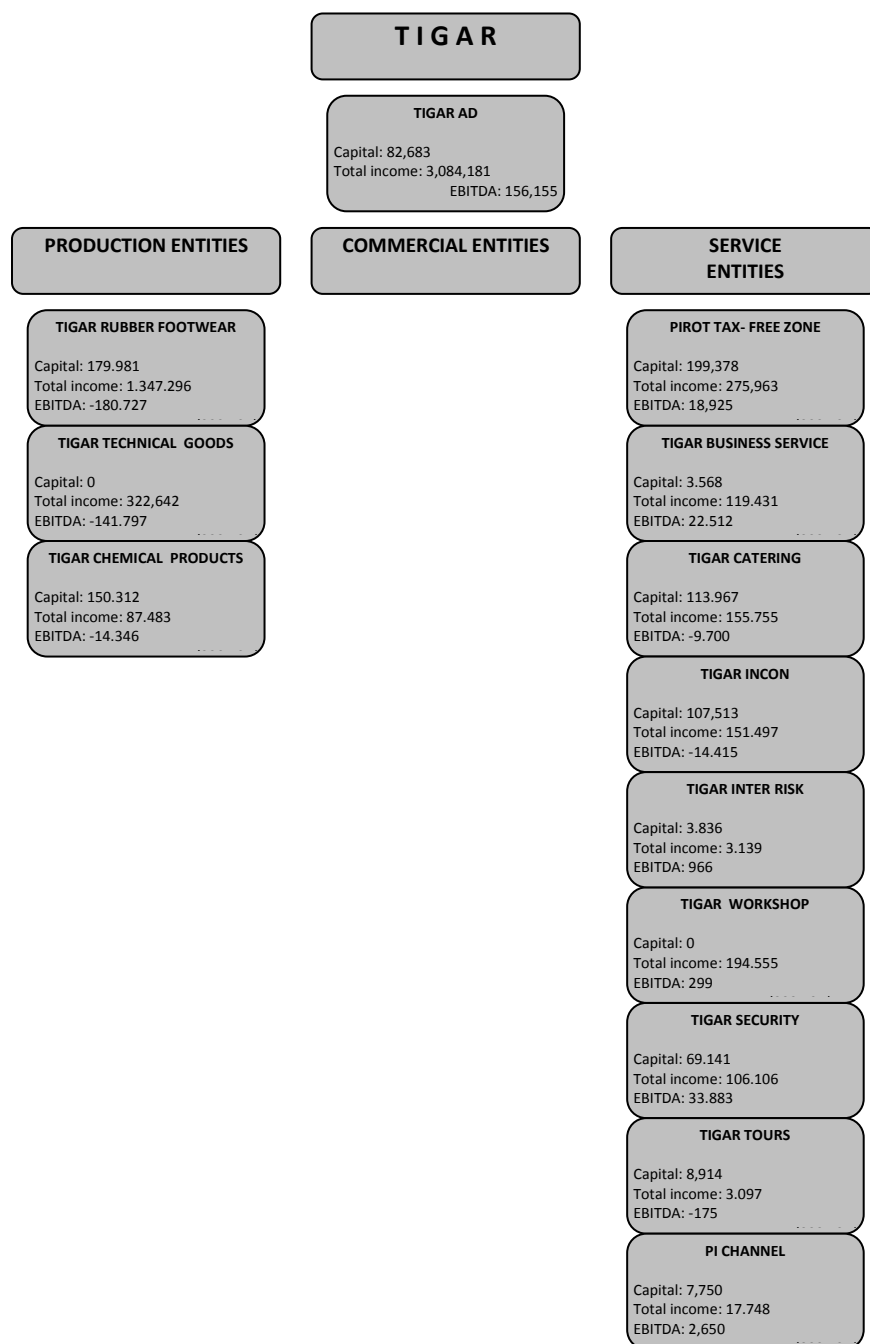 T I G A R
TIGAR AD
Capital: 82,683
Total income: 3,084,181
EBITDA: 156,155
PRODUCTION ENTITIES
COMMERCIAL ENTITIES
SERVICE
ENTITIES
TIGAR RUBBER FOOTWEAR
Capital: 179.981
Total income: 1.347.296
EBITDA: -180.727
TIGAR TECHNICAL GOODS
Capital: 0
Total income: 322,642
EBITDA: -141.797
TIGAR CHEMICAL PRODUCTS
Capital: 150.312
Total income: 87.483
EBITDA: -14.346
PIROT TAX- FREE ZONE
Capital: 199,378
Total income: 275,963
EBITDA: 18,925
TIGAR BUSINESS SERVICE
Capital: 3.568
Total income: 119.431
EBITDA: 22.512
TIGAR CATERING
Capital: 113.967
Total income: 155.755
EBITDA: -9.700
TIGAR INCON
Capital: 107,513
Total income: 151.497
EBITDA: -14.415
TIGAR INTER RISK
Capital: 3.836
Total income: 3.139
EBITDA: 966
TIGAR WORKSHOP
Capital: 0
Total income: 194.555
EBITDA: 299
TIGAR SECURITY
Capital: 69.141
Total income: 106.106
EBITDA: 33.883
TIGAR TOURS
Capital: 8,914
Total income: 3.097
EBITDA: -175
PI CHANNEL
Capital: 7,750
Total income: 17.748
EBITDA: 2,650